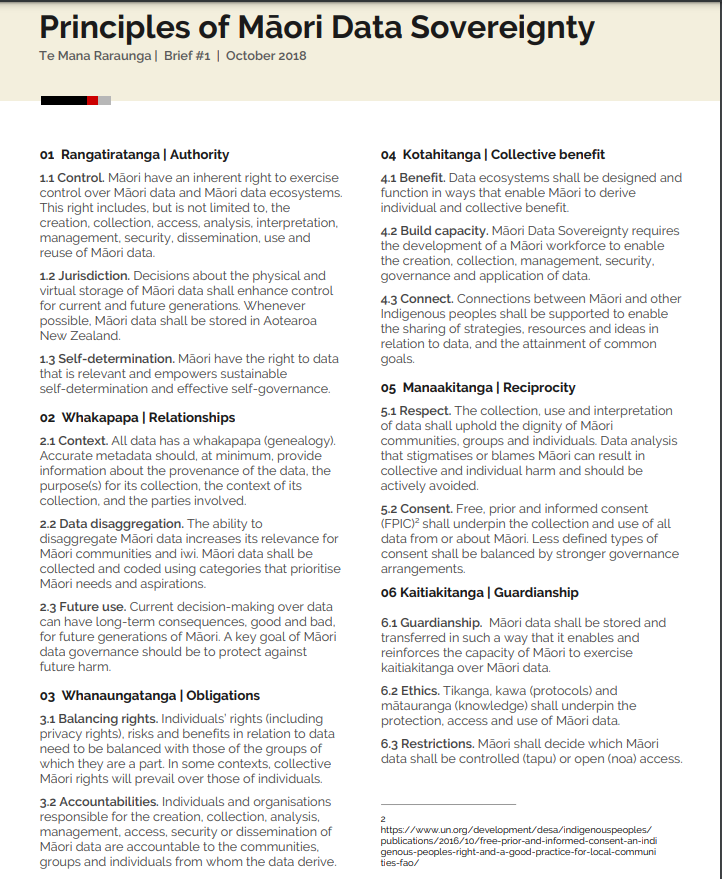 Principles of Māori Data Sovereignty
Te Mana Raraunga | Brief #1 | October 2018
01 Rangatiratanga | Authority
1.1 Control. Māori have an inherent right to exercise
control over Māori data and Māori data ecosystems.
This right includes, but is not limited to, the
creation, collection, access, analysis, interpretation,
management, security, dissemination, use and
reuse of Māori data.
1.2 Jurisdiction. Decisions about the physical and
virtual storage of Māori data shall enhance control
for current and future generations. Whenever
possible, Māori data shall be stored in Aotearoa
New Zealand.
1.3 Self-determination. Māori have the right to data
that is relevant and empowers sustainable
self-determination and effective self-governance.
02 Whakapapa | Relationships
2.1 Context. All data has a whakapapa (genealogy).
Accurate metadata should, at minimum, provide
information about the provenance of the data, the
purpose(s) for its collection, the context of its
collection, and the parties involved.
2.2 Data disaggregation. The ability to
disaggregate Māori data increases its relevance for
Māori communities and iwi. Māori data shall be
collected and coded using categories that prioritise
Māori needs and aspirations.
2.3 Future use. Current decision-making over data
can have long-term consequences, good and bad,
for future generations of Māori. A key goal of Māori
data governance should be to protect against
future harm.
03 Whanaungatanga | Obligations
3.1 Balancing rights. Individuals' rights (including
privacy rights), risks and benefits in relation to data
need to be balanced with those of the groups of
which they are a part. In some contexts, collective
Māori rights will prevail over those of individuals.
3.2 Accountabilities. Individuals and organisations
responsible for the creation, collection, analysis,
management, access, security or dissemination of
Māori data are accountable to the communities,
groups and individuals from whom the data derive.
04 Kotahitanga | Collective benefit
4.1 Benefit. Data ecosystems shall be designed and
function in ways that enable Māori to derive
individual and collective benefit.
4.2 Build capacity. Māori Data Sovereignty requires
the development of a Māori workforce to enable
the creation, collection, management, security,
governance and application of data.
4.3 Connect. Connections between Māori and other
Indigenous peoples shall be supported to enable
the sharing of strategies, resources and ideas in
relation to data, and the attainment of common
goals.
05 Manaakitanga | Reciprocity
5.1 Respect. The collection, use and interpretation
of data shall uphold the dignity of Māori
communities, groups and individuals. Data analysis
that stigmatises or blames Māori can result in
collective and individual harm and should be
actively avoided.
5.2 Consent. Free, prior and informed consent
(FPIC)² shall underpin the collection and use of all
data from or about Māori. Less defined types of
consent shall be balanced by stronger governance
arrangements.
06 Kaitiakitanga | Guardianship
6.1 Guardianship. Māori data shall be stored and
transferred in such a way that it enables and
reinforces the capacity of Māori to exercise
kaitiakitanga over Māori data.
6.2 Ethics. Tikanga, kawa (protocols) and
mātauranga (knowledge) shall underpin the
protection, access and use of Māori data.
6.3 Restrictions. Māori shall decide which Māori
data shall be controlled (tapu) or open (noa) access.
2
https://www.un.org/development/desa/indigenouspeoples/
publications/2016/10/free-prior-and-informed-consent-an-indi
genous-peoples-right-and-a-good-practice-for-local-communi
ties-fao/